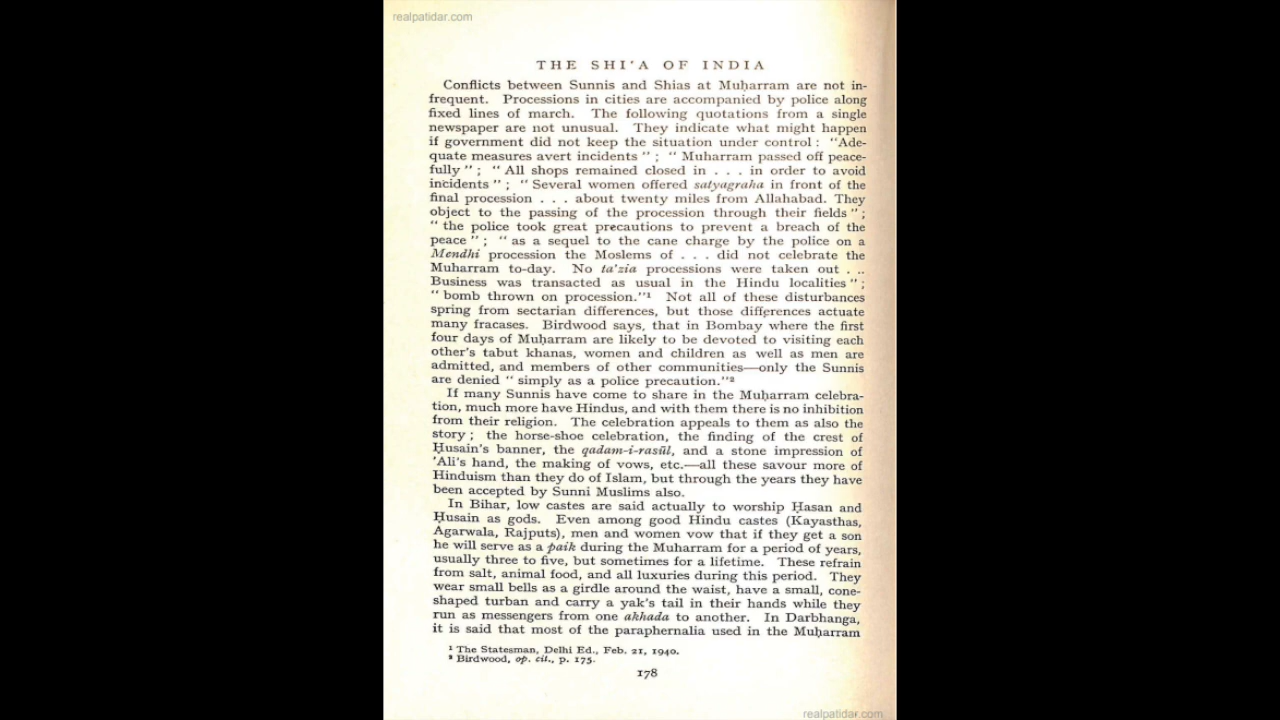 realpatidar.com
THE SHI'A OF INDIA
Conflicts between Sunnis and Shias at Muḥarram are not in-
frequent. Processions in cities are accompanied by police along
fixed lines of march. The following quotations from a single
newspaper are not unusual. They indicate what might happen
if government did not keep the situation under control : "Ade-
quate measures avert incidents" ; "Muharram passed off peace-
fully" ; "All shops remained closed in . . . in order to avoid
incidents" ; "Several women offered satyagraha in front of the
final procession . . . about twenty miles from Allahabad. They
object to the passing of the procession through their fields" ;
"the police took great precautions to prevent a breach of the
peace" ; "as a sequel to the cane charge by the police on a
Mendhi procession the Moslems of . . . did not celebrate the
Muharram to-day. No ta'zia processions were taken out . ..
Business was transacted as usual in the Hindu localities" ;
"bomb thrown on procession."¹ Not all of these disturbances
spring from sectarian differences, but those differences actuate
many fracases. Birdwood says, that in Bombay where the first
four days of Muḥarram are likely to be devoted to visiting each
other's tabut khanas, women and children as well as men are
admitted, and members of other communities—only the Sunnis
are denied "simply as a police precaution."²
If many Sunnis have come to share in the Muḥarram celebra-
tion, much more have Hindus, and with them there is no inhibition
from their religion. The celebration appeals to them as also the
story ; the horse-shoe celebration, the finding of the crest of
Ḥusain's banner, the qadam-i-rasūl, and a stone impression of
'Ali's hand, the making of vows, etc.—all these savour more of
Hinduism than they do of Islam, but through the years they have
been accepted by Sunni Muslims also.
In Bihar, low castes are said actually to worship Ḥasan and
Ḥusain as gods. Even among good Hindu castes (Kayasthas,
Agarwala, Rajputs), men and women vow that if they get a son
he will serve as a paik during the Muharram for a period of years,
usually three to five, but sometimes for a lifetime. These refrain
from salt, animal food, and all luxuries during this period. They
wear small bells as a girdle around the waist, have a small, cone-
shaped turban and carry a yak's tail in their hands while they
run as messengers from one akhada to another. In Darbhanga,
it is said that most of the paraphernalia used in the Muḥarram
¹ The Statesman, Delhi Ed., Feb. 21, 1940.
² Birdwood, op. cit., p. 175.
178
realpatidar.com